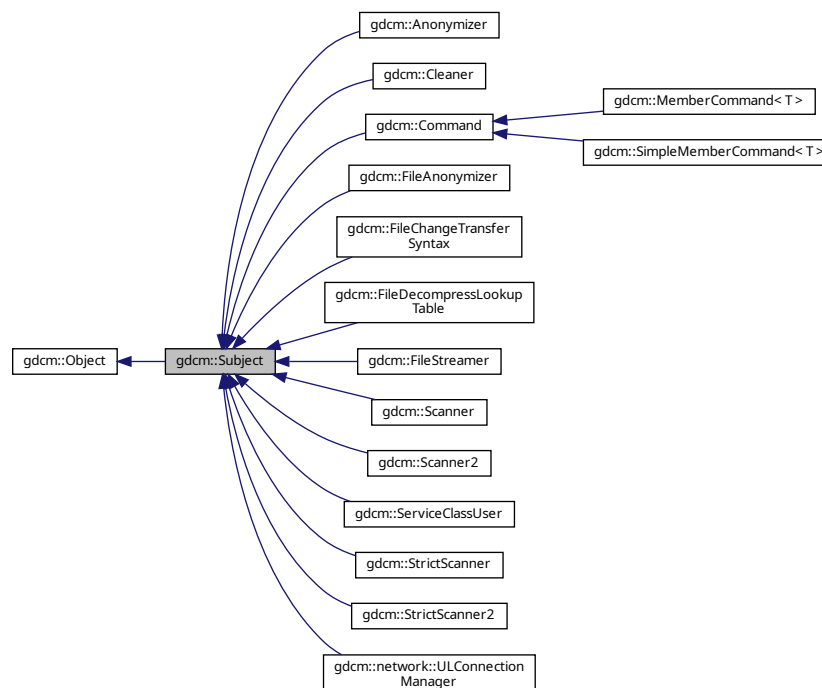 gdcm::Anonymizer
gdcm::Cleaner
gdcm::Command
gdcm::MemberCommand< T >
gdcm::SimpleMemberCommand< T >
gdcm::FileAnonymizer
gdcm::FileChangeTransfer
Syntax
gdcm::FileDecompressLookup
Table
gdcm::Object
gdcm::Subject
gdcm::FileStreamer
gdcm::Scanner
gdcm::Scanner2
gdcm::ServiceClassUser
gdcm::StrictScanner
gdcm::StrictScanner2
gdcm::network::ULConnection
Manager